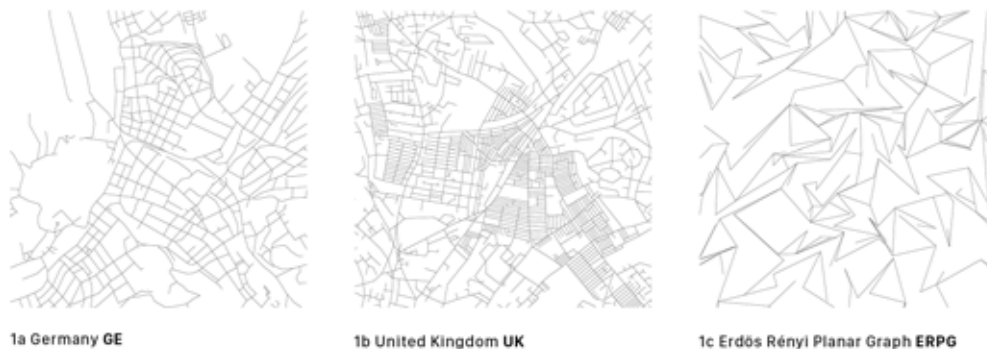 1a Germany GE
1b United Kingdom UK
1c Erdös Rényi Planar Graph ERPG